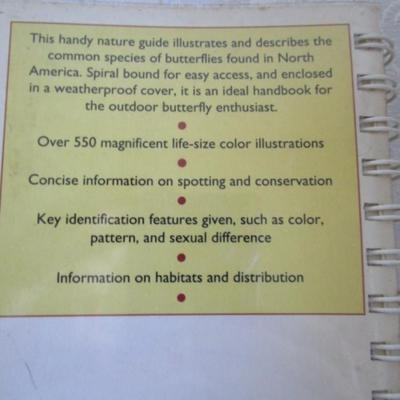 This handy nature guide illustrates and describes the
common species of butterflies found in North
America. Spiral bound for easy access, and enclosed
in a weatherproof cover, it is an ideal handbook for
the outdoor butterfly enthusiast.
Over 550 magnificent life-size color illustrations
Concise information on spotting and conservation
Key identification features given, such as color,
pattern, and sexual difference
Information on habitats and distribution